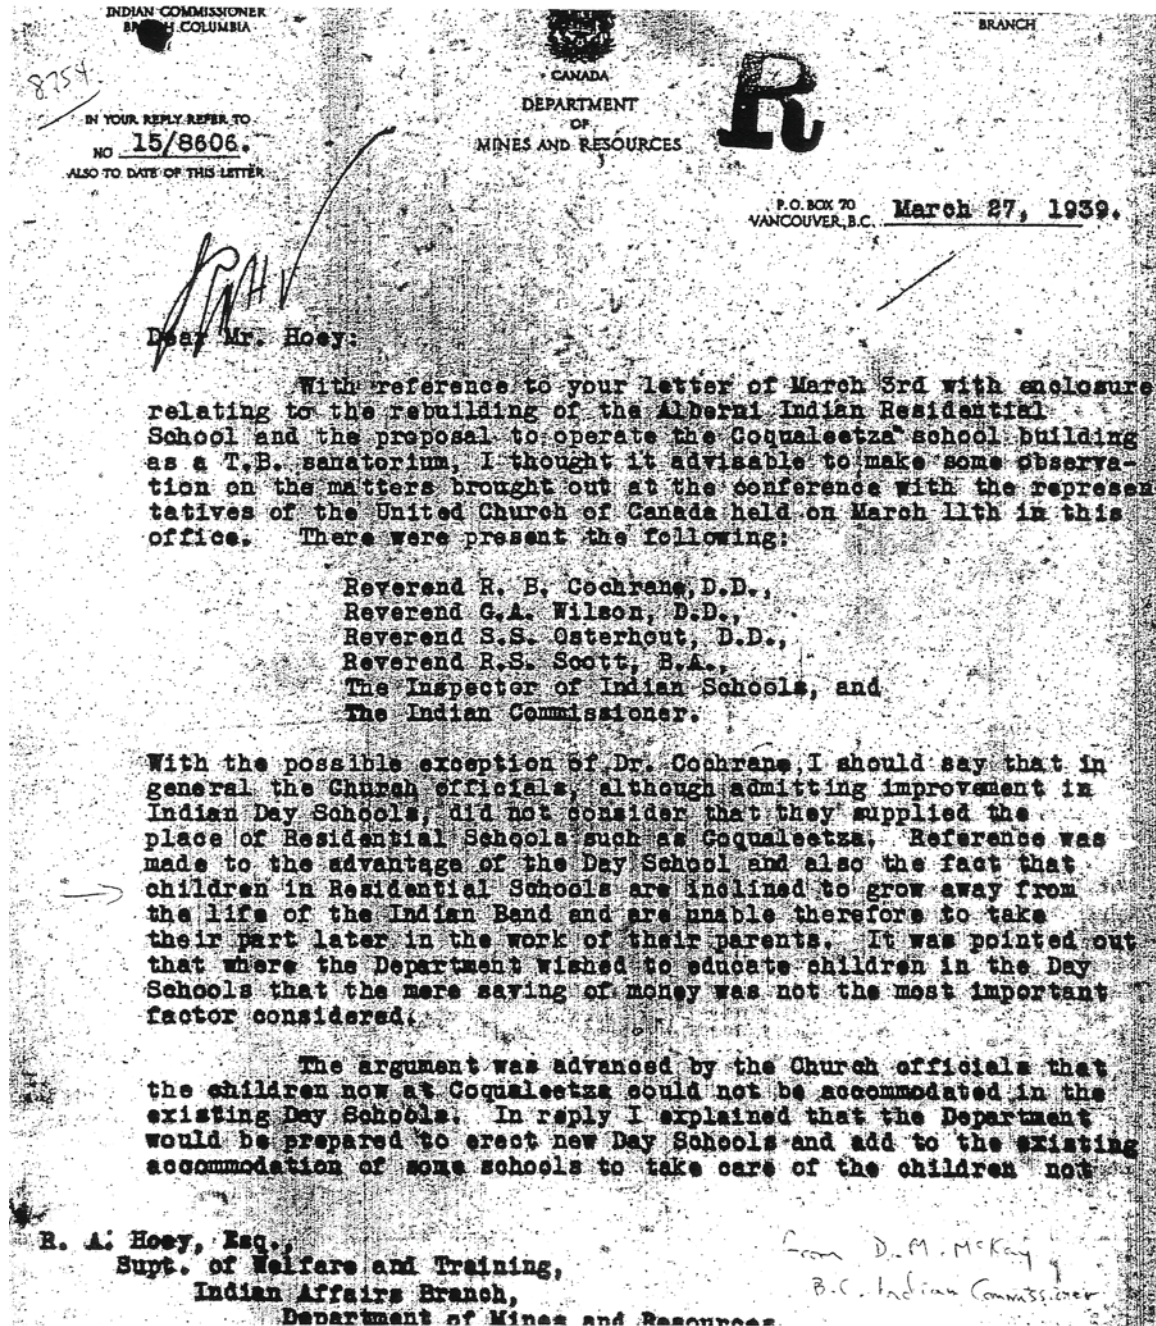 INDIAN COMMISSIONER
BRITISH COLUMBIA
BRANCH
8754
CANADA
DEPARTMENT
OF
MINES AND RESOURCES
R
IN YOUR REPLY REFER TO
NO 15/8606.
ALSO TO DATE OF THIS LETTER
P.O. BOX 70
VANCOUVER, B.C. March 27, 1939.
Dear Mr. Hoey:
With reference to your letter of March 3rd with enclosure
relating to the rebuilding of the Alberni Indian Residential
School and the proposal to operate the Coqualeetza school building
as a T.B. sanatorium, I thought it advisable to make some observa-
tion on the matters brought out at the conference with the represen
tatives of the United Church of Canada held on March 11th in this
office. There were present the following:
Reverend R. B. Cochrane, D.D.,
Reverend G.A. Wilson, D.D.,
Reverend S.S. Osterhout, D.D.,
Reverend R.S. Scott, B.A.,
The Inspector of Indian Schools, and
The Indian Commissioner.
With the possible exception of Dr. Cochrane, I should say that in
general the Church officials, although admitting improvement in
Indian Day Schools, did not consider that they supplied the
place of Residential Schools such as Coqualeetza. Reference was
made to the advantage of the Day School and also the fact that
children in Residential Schools are inclined to grow away from
the life of the Indian Band and are unable therefore to take
their part later in the work of their parents. It was pointed out
that where the Department wished to educate children in the Day
Schools that the mere saving of money was not the most important
factor considered.
The argument was advanced by the Church officials that
the children now at Coqualeetza could not be accommodated in the
existing Day Schools. In reply I explained that the Department
would be prepared to erect new Day Schools and add to the existing
accommodation of some schools to take care of the children not
R. A. Hoey, Esq.,
Supt. of Welfare and Training,
Indian Affairs Branch,
Department of Mines and Resources
from D. M. McKay
B.C. Indian Commissioner